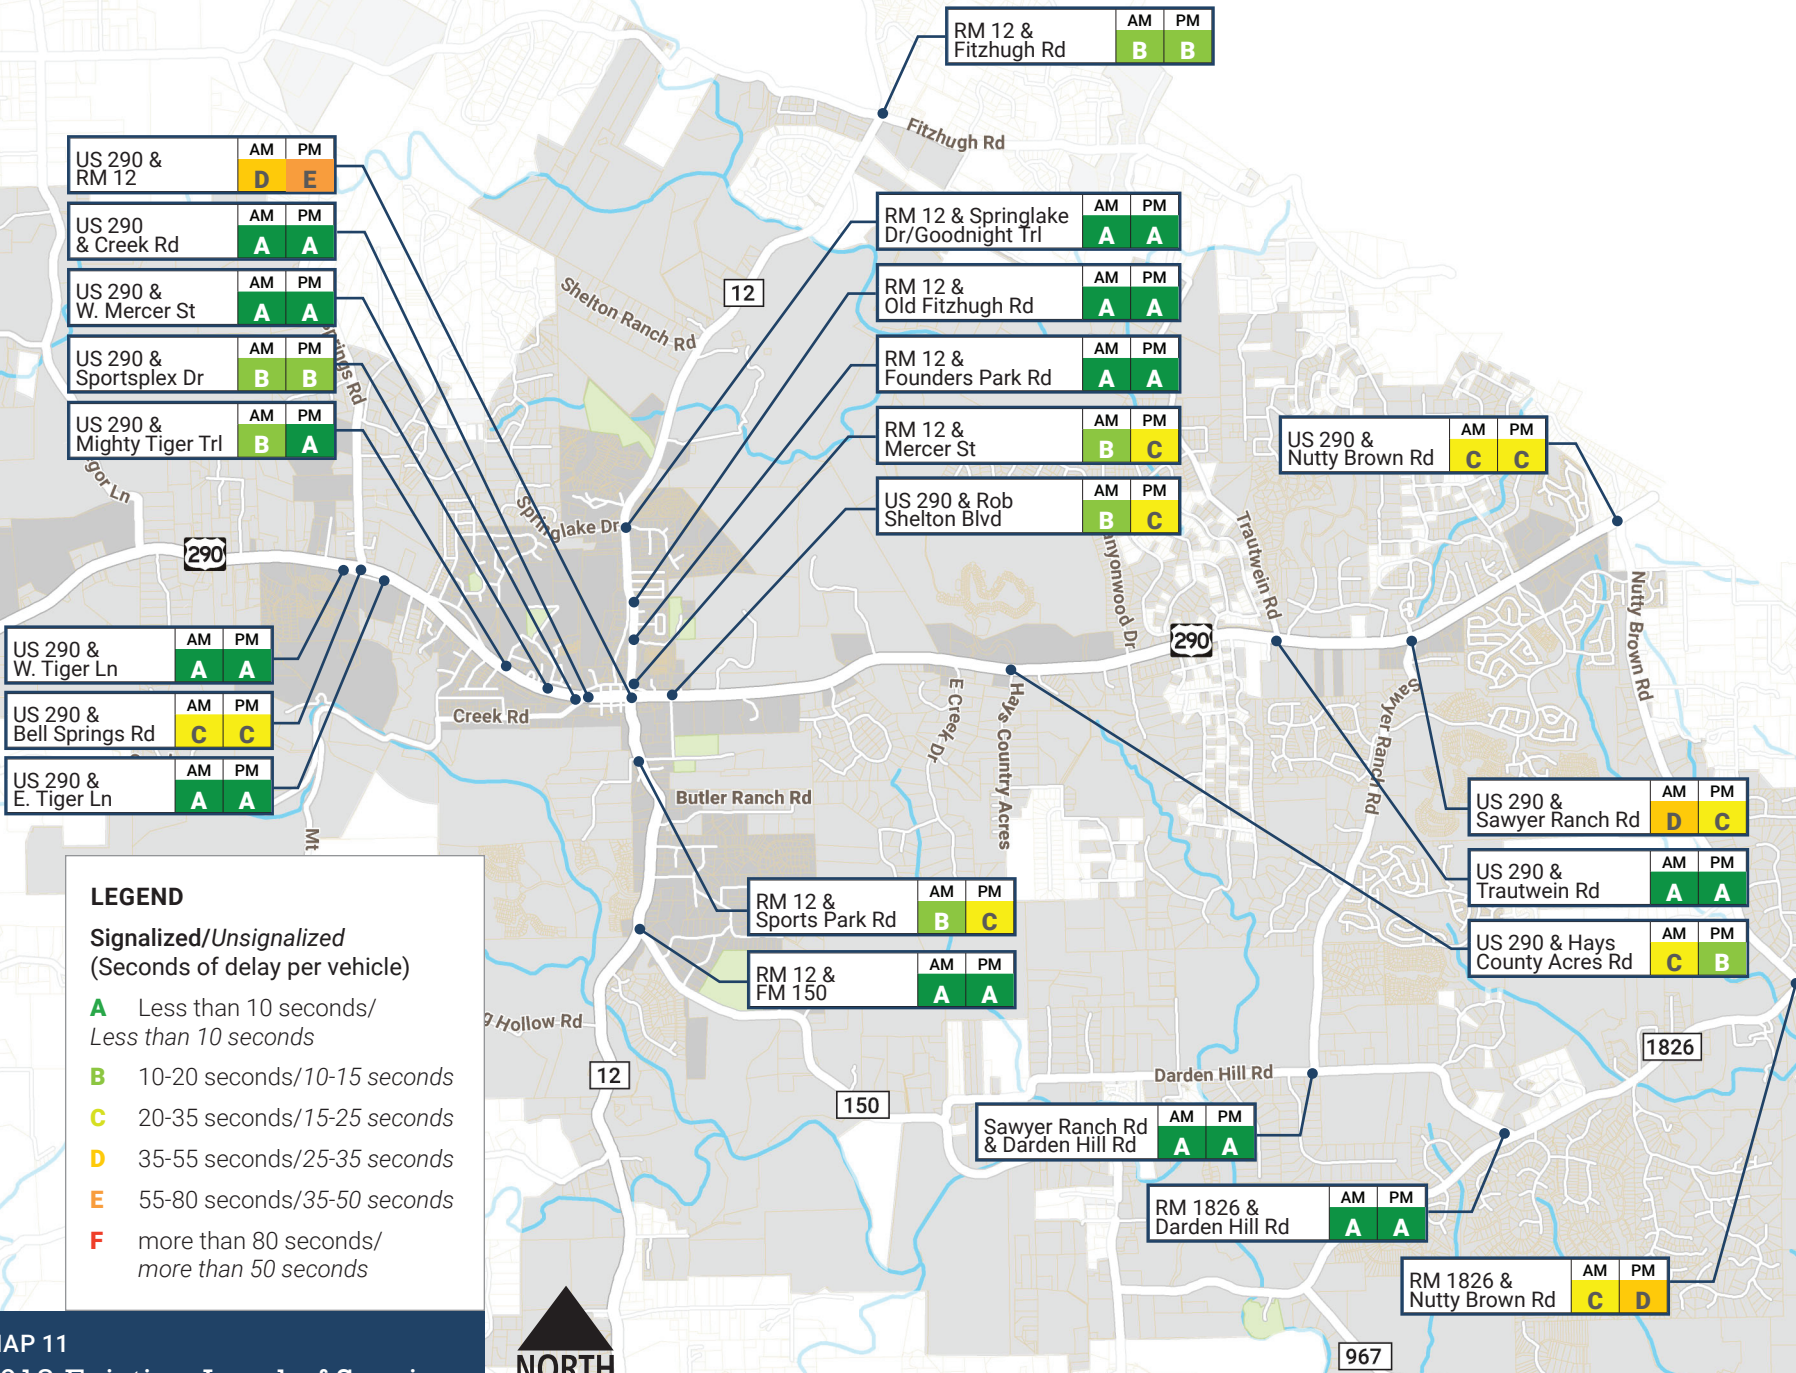 RM 12 &
Fitzhugh Rd
AM PM
B B
Fitzhugh Rd
US 290 &
RM 12
AM PM
D E
US 290
& Creek Rd
AM PM
A A
US 290 &
W. Mercer St
AM PM
A A
US 290 &
Sportsplex Dr
AM PM
B B
US 290 &
Mighty Tiger Trl
AM PM
B A
RM 12 & Springlake
Dr/Goodnight Trl
AM PM
A A
RM 12 &
Old Fitzhugh Rd
AM PM
A A
RM 12 &
Founders Park Rd
AM PM
A A
RM 12 &
Mercer St
AM PM
B C
US 290 & Rob
Shelton Blvd
AM PM
B C
US 290 &
Nutty Brown Rd
AM PM
C C
12
Shelton Ranch Rd
Rd
Ln
Springlake Dr
290
Trautwein Rd
Dr
290
Nutty Brown Rd
US 290 &
W. Tiger Ln
AM PM
A A
US 290 &
Bell Springs Rd
AM PM
C C
US 290 &
E. Tiger Ln
AM PM
A A
Creek Rd
E Creek Dr
Hays Country Acres
Sawyer Ranch Rd
Butler Ranch Rd
Mt
US 290 &
Sawyer Ranch Rd
AM PM
D C
US 290 &
Trautwein Rd
AM PM
A A
US 290 & Hays
County Acres Rd
AM PM
C B
RM 12 &
Sports Park Rd
AM PM
B C
RM 12 &
FM 150
AM PM
A A
Hollow Rd
12
150
1826
Darden Hill Rd
Sawyer Ranch Rd
& Darden Hill Rd
AM PM
A A
RM 1826 &
Darden Hill Rd
AM PM
A A
RM 1826 &
Nutty Brown Rd
AM PM
C D
967
LEGEND
Signalized/Unsignalized
(Seconds of delay per vehicle)
A Less than 10 seconds/
Less than 10 seconds
B 10-20 seconds/10-15 seconds
C 20-35 seconds/15-25 seconds
D 35-55 seconds/25-35 seconds
E 55-80 seconds/35-50 seconds
F more than 80 seconds/
more than 50 seconds
11
NORTH